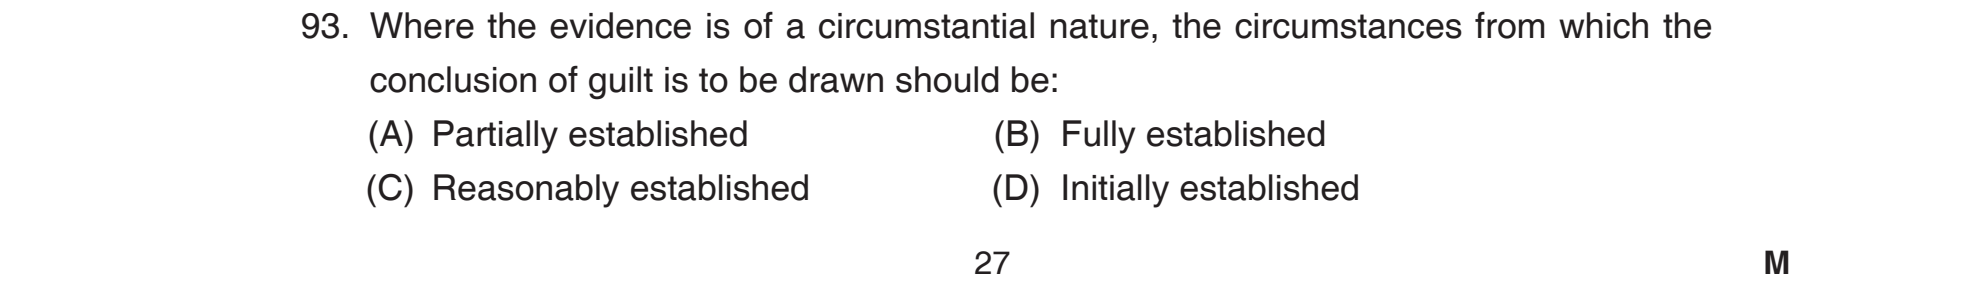 93. Where the evidence is of a circumstantial nature, the circumstances from which the
conclusion of guilt is to be drawn should be:
(A) Partially established (B) Fully established
(C) Reasonably established (D) Initially established
27 M